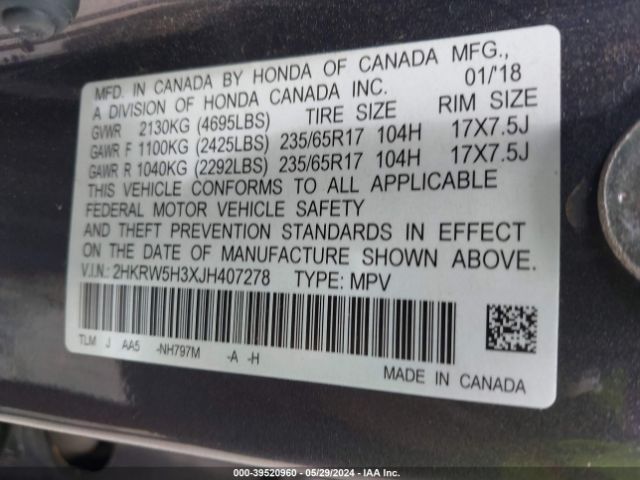 MFD. IN CANADA BY HONDA OF CANADA MFG.,
A DIVISION OF HONDA CANADA INC. 01/'18
GVWR 2130KG (4695LBS) TIRE SIZE RIM SIZE
GAWR F 1100KG (2425LBS) 235/65R17 104H 17X7.5J
GAWR R 1040KG (2292LBS) 235/65R17 104H 17X7.5J
THIS VEHICLE CONFORMS TO ALL APPLICABLE
FEDERAL MOTOR VEHICLE SAFETY
AND THEFT PREVENTION STANDARDS IN EFFECT
ON THE DATE OF MANUFACTURE SHOWN ABOVE.
V.I.N.: 2HKRW5H3XJH407278 TYPE: MPV
TLM J AA5 -NH797M -A -H
MADE IN CANADA
000-39520960 - 05/29/2024 - IAA Inc.